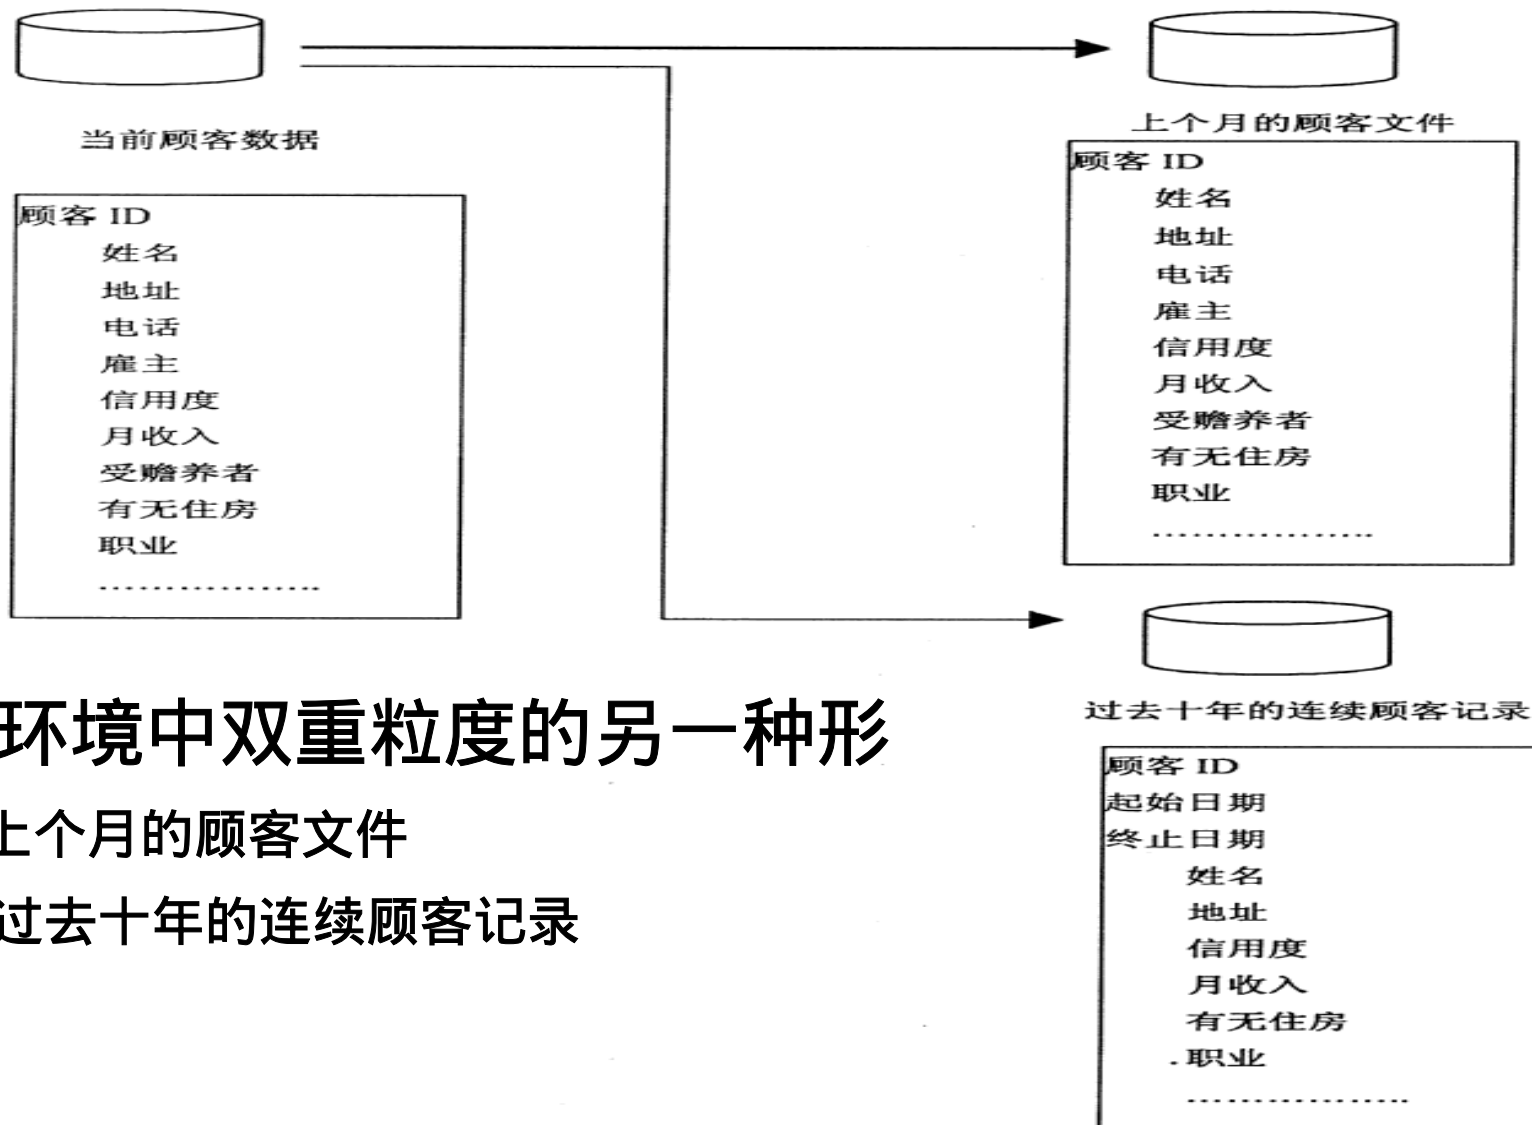 当前顾客数据
顾客 ID
姓名
地址
电话
雇主
信用度
月收入
受赡养者
有无住房
职业
……………….
上个月的顾客文件
顾客 ID
姓名
地址
电话
雇主
信用度
月收入
受赡养者
有无住房
职业
……………….
过去十年的连续顾客记录
顾客 ID
起始日期
终止日期
姓名
地址
信用度
月收入
有无住房
职业
……………….
环境中双重粒度的另一种形
上个月的顾客文件
过去十年的连续顾客记录